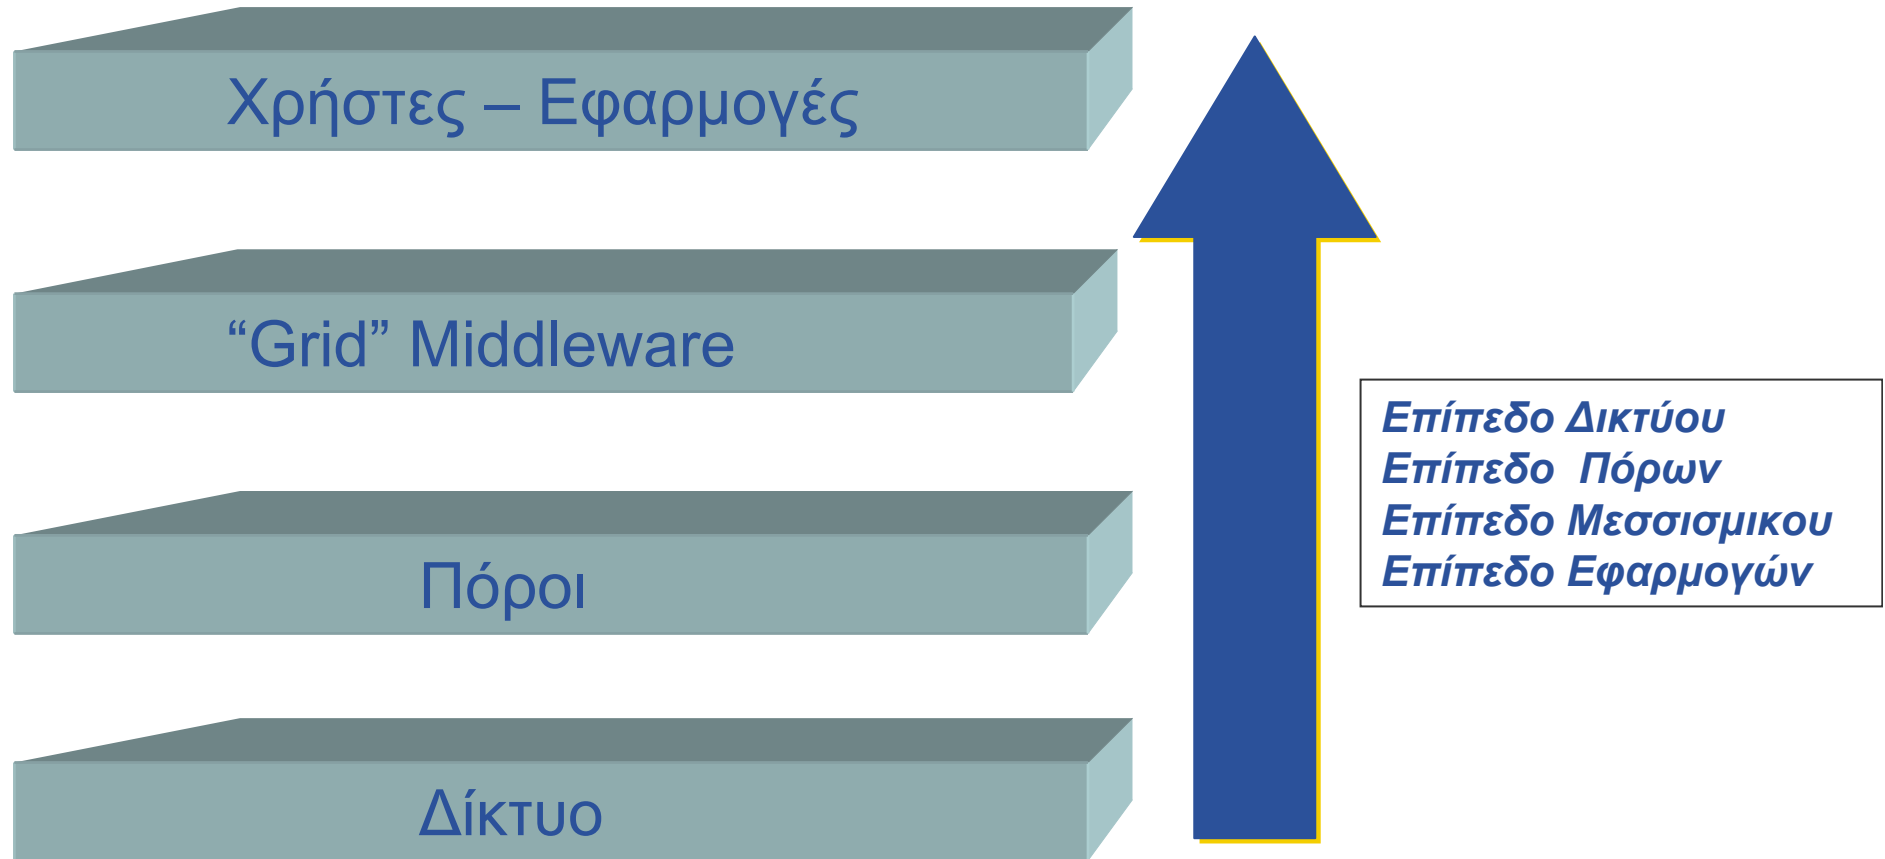 Χρήστες – Εφαρμογές
“Grid” Middleware
Πόροι
Δίκτυο
Επίπεδο Δικτύου
Επίπεδο Πόρων
Επίπεδο Μεσσισμικου
Επίπεδο Εφαρμογών